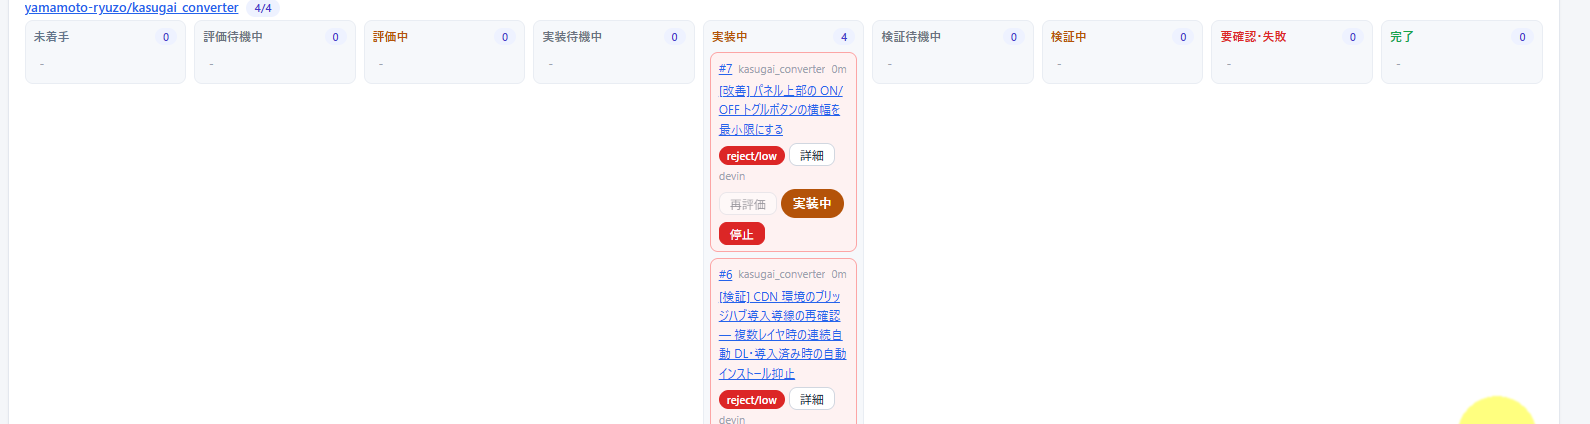 yamamoto-ryuzo/kasugai_converter 4/4
未着手 0 評価待機中 0 評価中 0 実装待機中 0 実装中 4 検証待機中 0 検証中 0 要確認・失敗 0 完了 0
- - - - - - - -
#7 kasugai_converter 0m
[改善] パネル上部の ON/
OFF トグルボタンの横幅を
最小限にする
reject/low 詳細
devin
再評価 実装中
停止
#6 kasugai_converter 0m
[検証] CDN 環境のブリッ
ジハブ導入導線の再確認
— 複数レイヤ時の連続自
動 DL・導入済み時の自動
インストール抑止
reject/low 詳細
devin